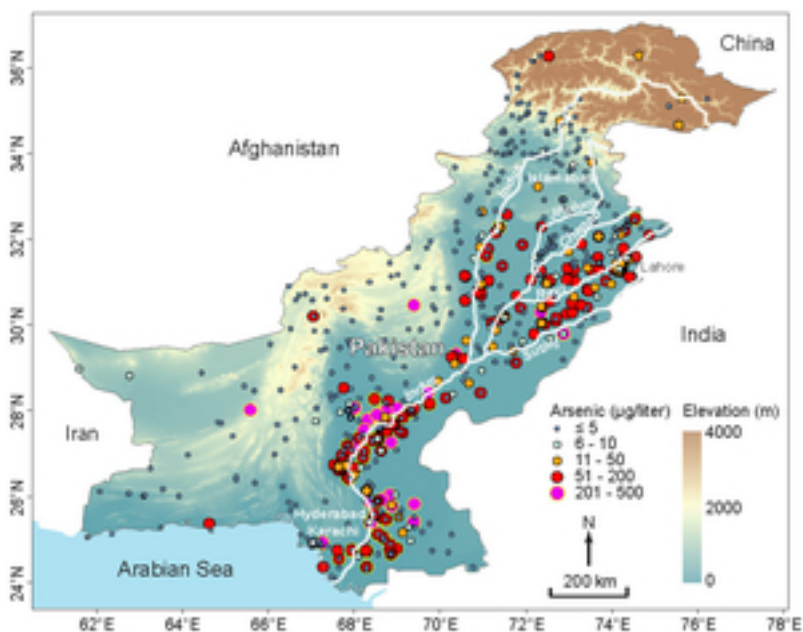 China
36°N
Afghanistan
34°N
Islamabad
32°N
Lahore
30°N
Pakistan
India
Sutlej
Indus
28°N
Iran
Arsenic (µg/liter)
≤ 5
6 - 10
11 - 50
51 - 200
201 - 500
Elevation (m)
4000
2000
0
26°N
Hyderabad
Karachi
Arabian Sea
N
200 km
24°N
62°E
64°E
66°E
68°E
70°E
72°E
74°E
76°E
78°E